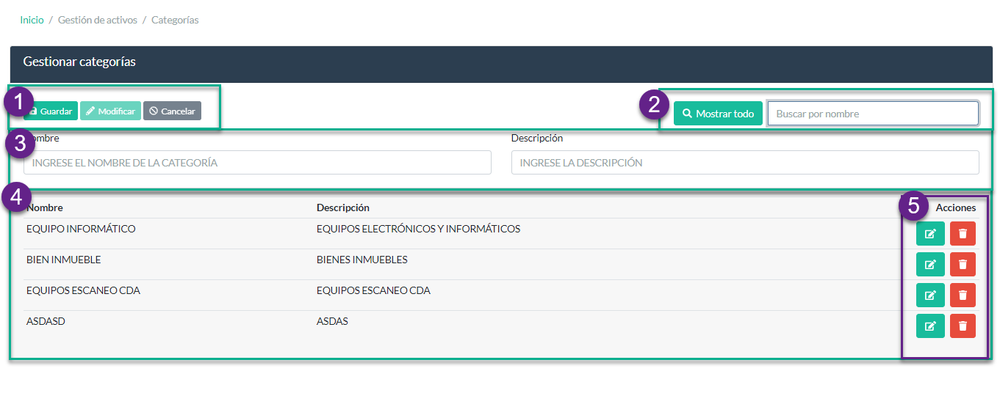 Inicio / Gestión de activos / Categorías
Gestionar categorías
1 Guardar Modificar Cancelar
2 Mostrar todo Buscar por nombre
3 ombre Descripción
INGRESE EL NOMBRE DE LA CATEGORÍA INGRESE LA DESCRIPCIÓN
4 Nombre Descripción 5 Acciones
EQUIPO INFORMÁTICO EQUIPOS ELECTRÓNICOS Y INFORMÁTICOS
BIEN INMUEBLE BIENES INMUEBLES
EQUIPOS ESCANEO CDA EQUIPOS ESCANEO CDA
ASDASD ASDAS